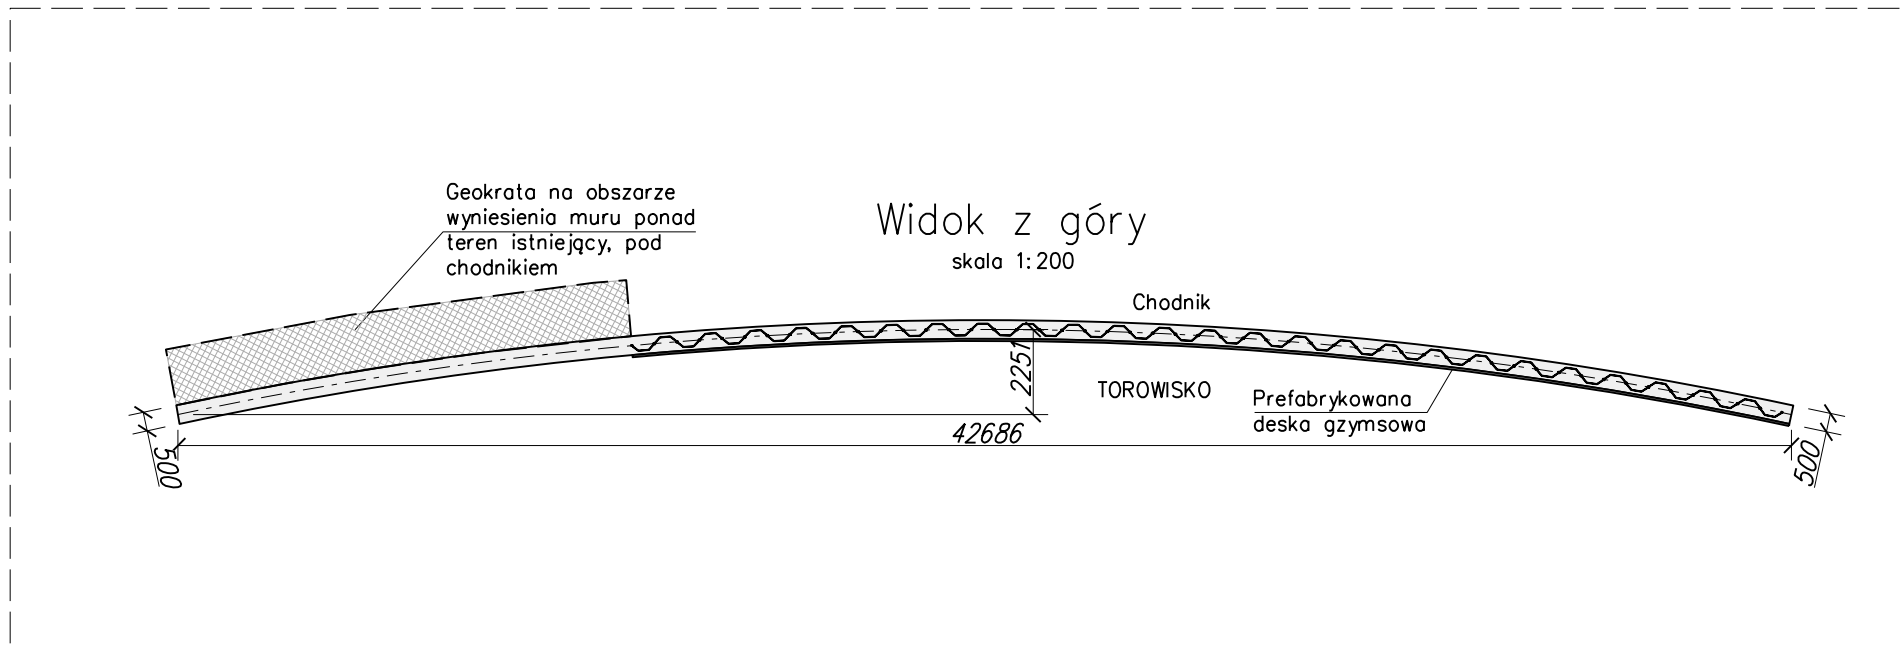 Geokrata na obszarze
wyniesienia muru ponad
teren istniejący, pod
chodnikiem
Widok z góry
skala 1:200
Chodnik
2251
TOROWISKO
Prefabrykowana
deska gzymsowa
42686
500
500